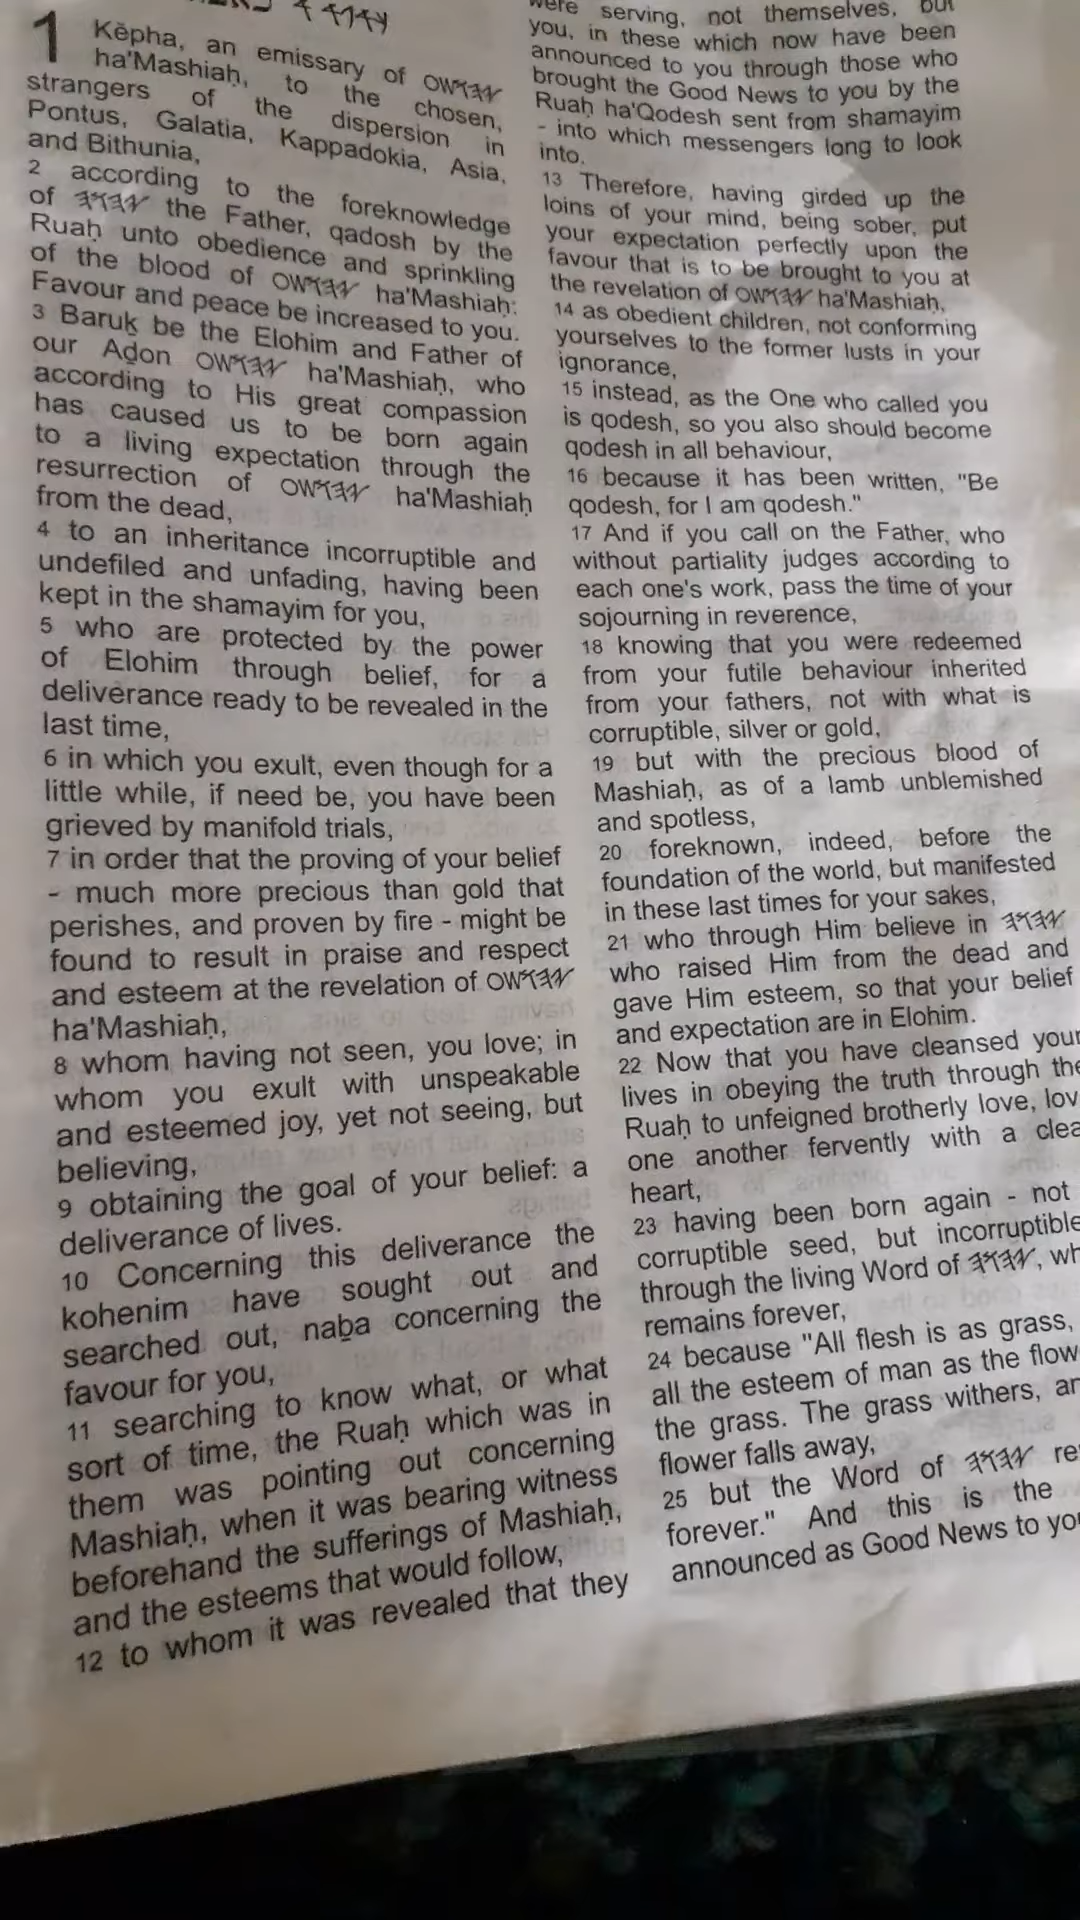 1 Kĕpha, an emissary of 𐤉𐤄𐤅𐤔𐤏
ha'Mashiaḥ, to the chosen,
strangers of the dispersion in
Pontus, Galatia, Kappadokia, Asia,
and Bithunia,
2 according to the foreknowledge
of 𐤉𐤄𐤅𐤄 the Father, qadosh by the
Ruaḥ unto obedience and sprinkling
of the blood of 𐤉𐤄𐤅𐤔𐤏 ha'Mashiaḥ:
Favour and peace be increased to you.
3 Baruḵ be the Elohim and Father of
our Aḏon 𐤉𐤄𐤅𐤔𐤏 ha'Mashiaḥ, who
according to His great compassion
has caused us to be born again
to a living expectation through the
resurrection of 𐤉𐤄𐤅𐤔𐤏 ha'Mashiaḥ
from the dead,
4 to an inheritance incorruptible and
undefiled and unfading, having been
kept in the shamayim for you,
5 who are protected by the power
of Elohim through belief, for a
deliverance ready to be revealed in the
last time,
6 in which you exult, even though for a
little while, if need be, you have been
grieved by manifold trials,
7 in order that the proving of your belief
- much more precious than gold that
perishes, and proven by fire - might be
found to result in praise and respect
and esteem at the revelation of 𐤉𐤄𐤅𐤔𐤏
ha'Mashiaḥ,
8 whom having not seen, you love; in
whom you exult with unspeakable
and esteemed joy, yet not seeing, but
believing,
9 obtaining the goal of your belief: a
deliverance of lives.
10 Concerning this deliverance the
kohenim have sought out and
searched out, naḇa concerning the
favour for you,
11 searching to know what, or what
sort of time, the Ruaḥ which was in
them was pointing out concerning
Mashiaḥ, when it was bearing witness
beforehand the sufferings of Mashiaḥ,
and the esteems that would follow,
12 to whom it was revealed that they
were serving, not themselves, but
you, in these which now have been
announced to you through those who
brought the Good News to you by the
Ruaḥ ha'Qodesh sent from shamayim
- into which messengers long to look
into.
13 Therefore, having girded up the
loins of your mind, being sober, put
your expectation perfectly upon the
favour that is to be brought to you at
the revelation of 𐤉𐤄𐤅𐤔𐤏 ha'Mashiaḥ,
14 as obedient children, not conforming
yourselves to the former lusts in your
ignorance,
15 instead, as the One who called you
is qodesh, so you also should become
qodesh in all behaviour,
16 because it has been written, "Be
qodesh, for I am qodesh."
17 And if you call on the Father, who
without partiality judges according to
each one's work, pass the time of your
sojourning in reverence,
18 knowing that you were redeemed
from your futile behaviour inherited
from your fathers, not with what is
corruptible, silver or gold,
19 but with the precious blood of
Mashiaḥ, as of a lamb unblemished
and spotless,
20 foreknown, indeed, before the
foundation of the world, but manifested
in these last times for your sakes,
21 who through Him believe in 𐤉𐤄𐤅𐤄
who raised Him from the dead and
gave Him esteem, so that your belief
and expectation are in Elohim.
22 Now that you have cleansed your
lives in obeying the truth through the
Ruaḥ to unfeigned brotherly love, lov
one another fervently with a clea
heart,
23 having been born again - not
corruptible seed, but incorruptible
through the living Word of 𐤉𐤄𐤅𐤄, wh
remains forever,
24 because "All flesh is as grass,
all the esteem of man as the flow
the grass. The grass withers, an
flower falls away,
25 but the Word of 𐤉𐤄𐤅𐤄 re
forever." And this is the
announced as Good News to yo